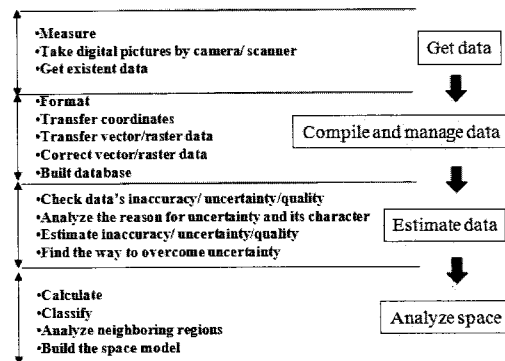 •Measure
•Take digital pictures by camera/ scanner
•Get existent data
Get data
•Format
•Transfer coordinates
•Transfer vector/raster data
•Correct vector/raster data
•Built database
Compile and manage data
•Check data's inaccuracy/ uncertainty/quality
•Analyze the reason for uncertainty and its character
•Estimate inaccuracy/ uncertainty/quality
•Find the way to overcome uncertainty
Estimate data
•Calculate
•Classify
•Analyze neighboring regions
•Build the space model
Analyze space